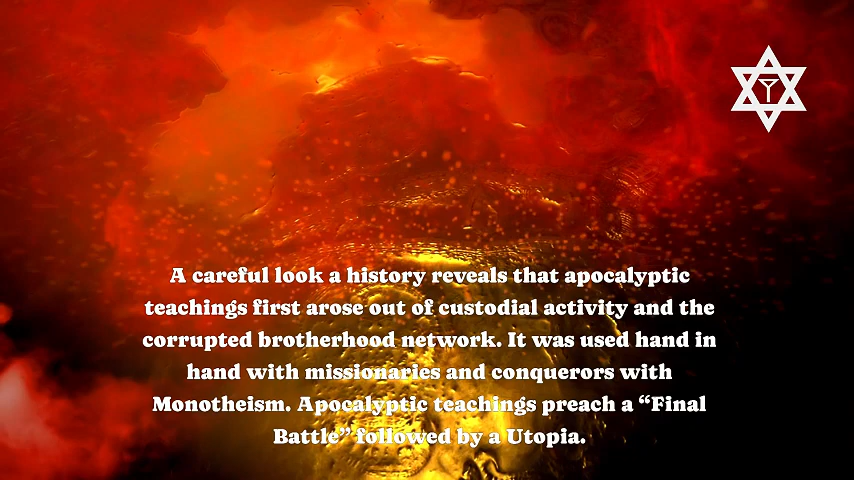 A careful look a history reveals that apocalyptic
teachings first arose out of custodial activity and the
corrupted brotherhood network. It was used hand in
hand with missionaries and conquerors with
Monotheism. Apocalyptic teachings preach a “Final
Battle” followed by a Utopia.